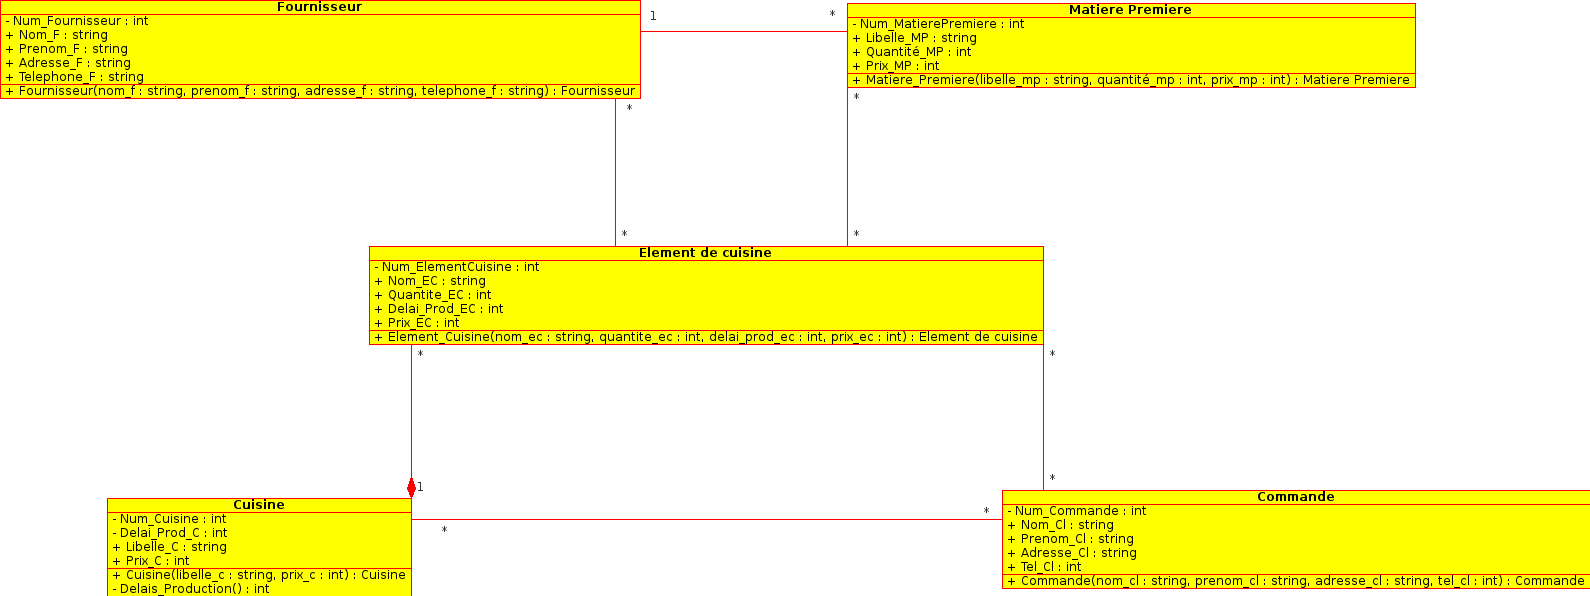 Fournisseur
- Num_Fournisseur : int
+ Nom_F : string
+ Prenom_F : string
+ Adresse_F : string
+ Telephone_F : string
+ Fournisseur(nom_f : string, prenom_f : string, adresse_f : string, telephone_f : string) : Fournisseur
1
*
Matiere Premiere
- Num_MatierePremiere : int
+ Libelle_MP : string
+ Quantité_MP : int
+ Prix_MP : int
+ Matiere_Premiere(libelle_mp : string, quantité_mp : int, prix_mp : int) : Matiere Premiere
*
*
*
*
Element de cuisine
- Num_ElementCuisine : int
+ Nom_EC : string
+ Quantite_EC : int
+ Delai_Prod_EC : int
+ Prix_EC : int
+ Element_Cuisine(nom_ec : string, quantite_ec : int, delai_prod_ec : int, prix_ec : int) : Element de cuisine
*
*
1
*
Cuisine
- Num_Cuisine : int
- Delai_Prod_C : int
+ Libelle_C : string
+ Prix_C : int
+ Cuisine(libelle_c : string, prix_c : int) : Cuisine
- Delais_Production() : int
*
*
Commande
- Num_Commande : int
+ Nom_Cl : string
+ Prenom_Cl : string
+ Adresse_Cl : string
+ Tel_Cl : int
+ Commande(nom_cl : string, prenom_cl : string, adresse_cl : string, tel_cl : int) : Commande